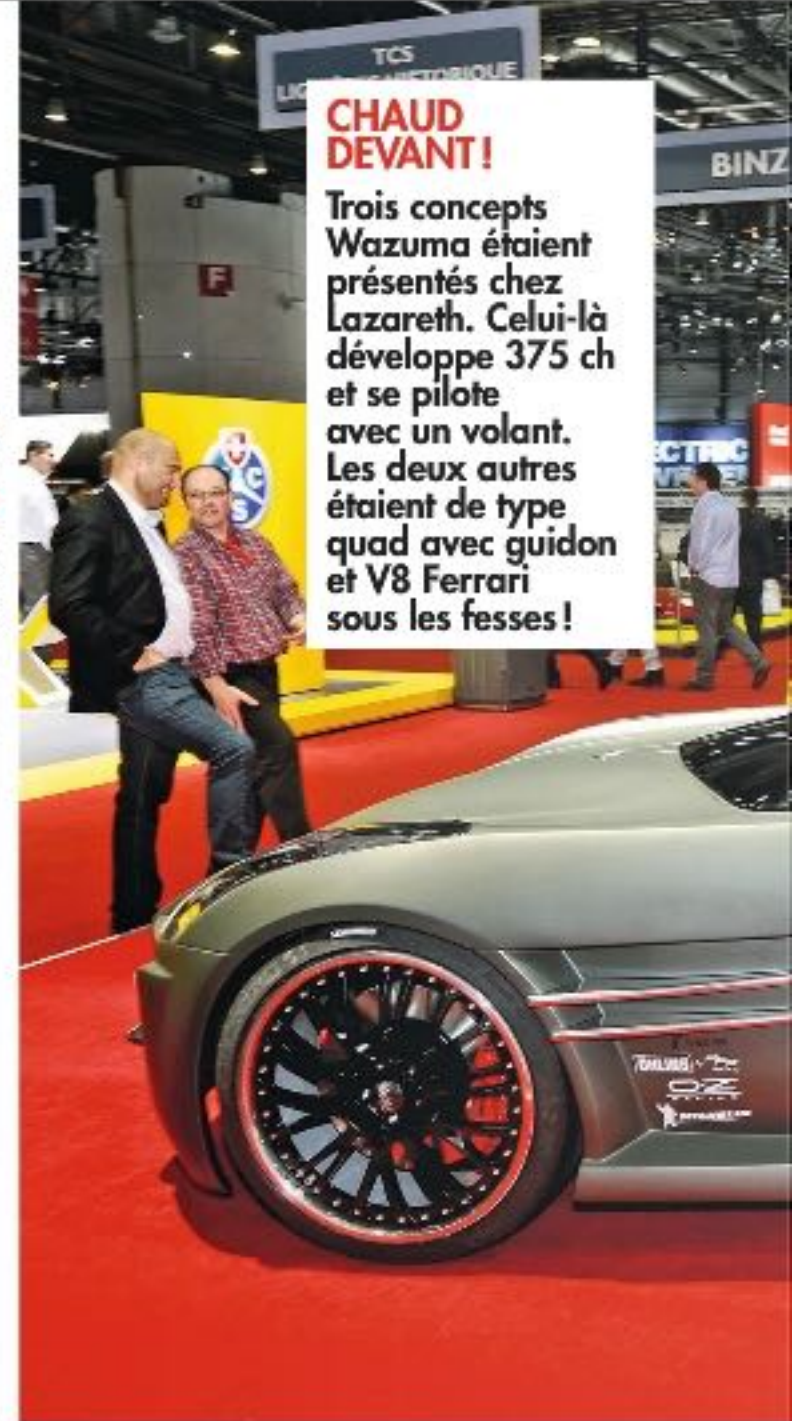 TCS
CHAUD
DEVANT!
Trois concepts
Wazuma étaient
présentés chez
Lazareth. Celui-là
développe 375 ch
et se pilote
avec un volant.
Les deux autres
étaient de type
quad avec guidon
et V8 Ferrari
sous les fesses!
BINZ
F
OZ